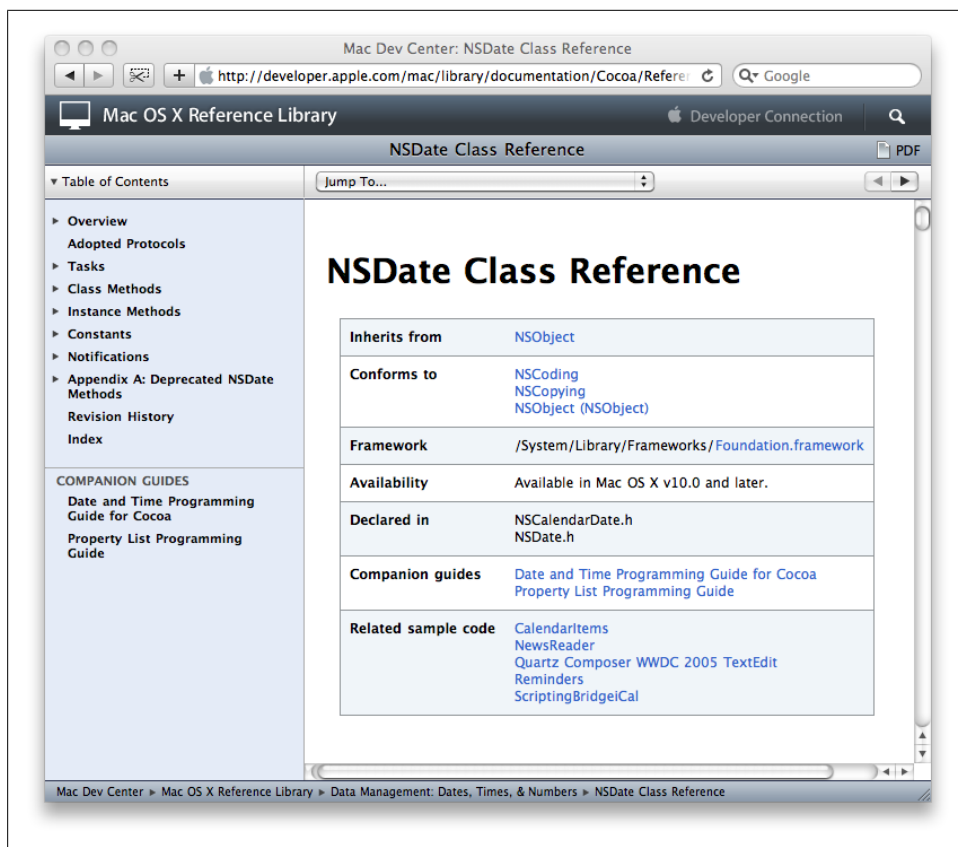 Mac Dev Center: NSDate Class Reference
http://developer.apple.com/mac/library/documentation/Cocoa/Refere
Google
Mac OS X Reference Library
Developer Connection
NSDate Class Reference
PDF
Table of Contents
Jump To...
Overview
Adopted Protocols
Tasks
Class Methods
Instance Methods
Constants
Notifications
Appendix A: Deprecated NSDate
Methods
Revision History
Index
COMPANION GUIDES
Date and Time Programming
Guide for Cocoa
Property List Programming
Guide
NSDate Class Reference
Inherits from NSObject
Conforms to NSCoding
NSCopying
NSObject (NSObject)
Framework /System/Library/Frameworks/Foundation.framework
Availability Available in Mac OS X v10.0 and later.
Declared in NSCalendarDate.h
NSDate.h
Companion guides Date and Time Programming Guide for Cocoa
Property List Programming Guide
Related sample code CalendarItems
NewsReader
Quartz Composer WWDC 2005 TextEdit
Reminders
ScriptingBridgeiCal
Mac Dev Center ▸ Mac OS X Reference Library ▸ Data Management: Dates, Times, & Numbers ▸ NSDate Class Reference